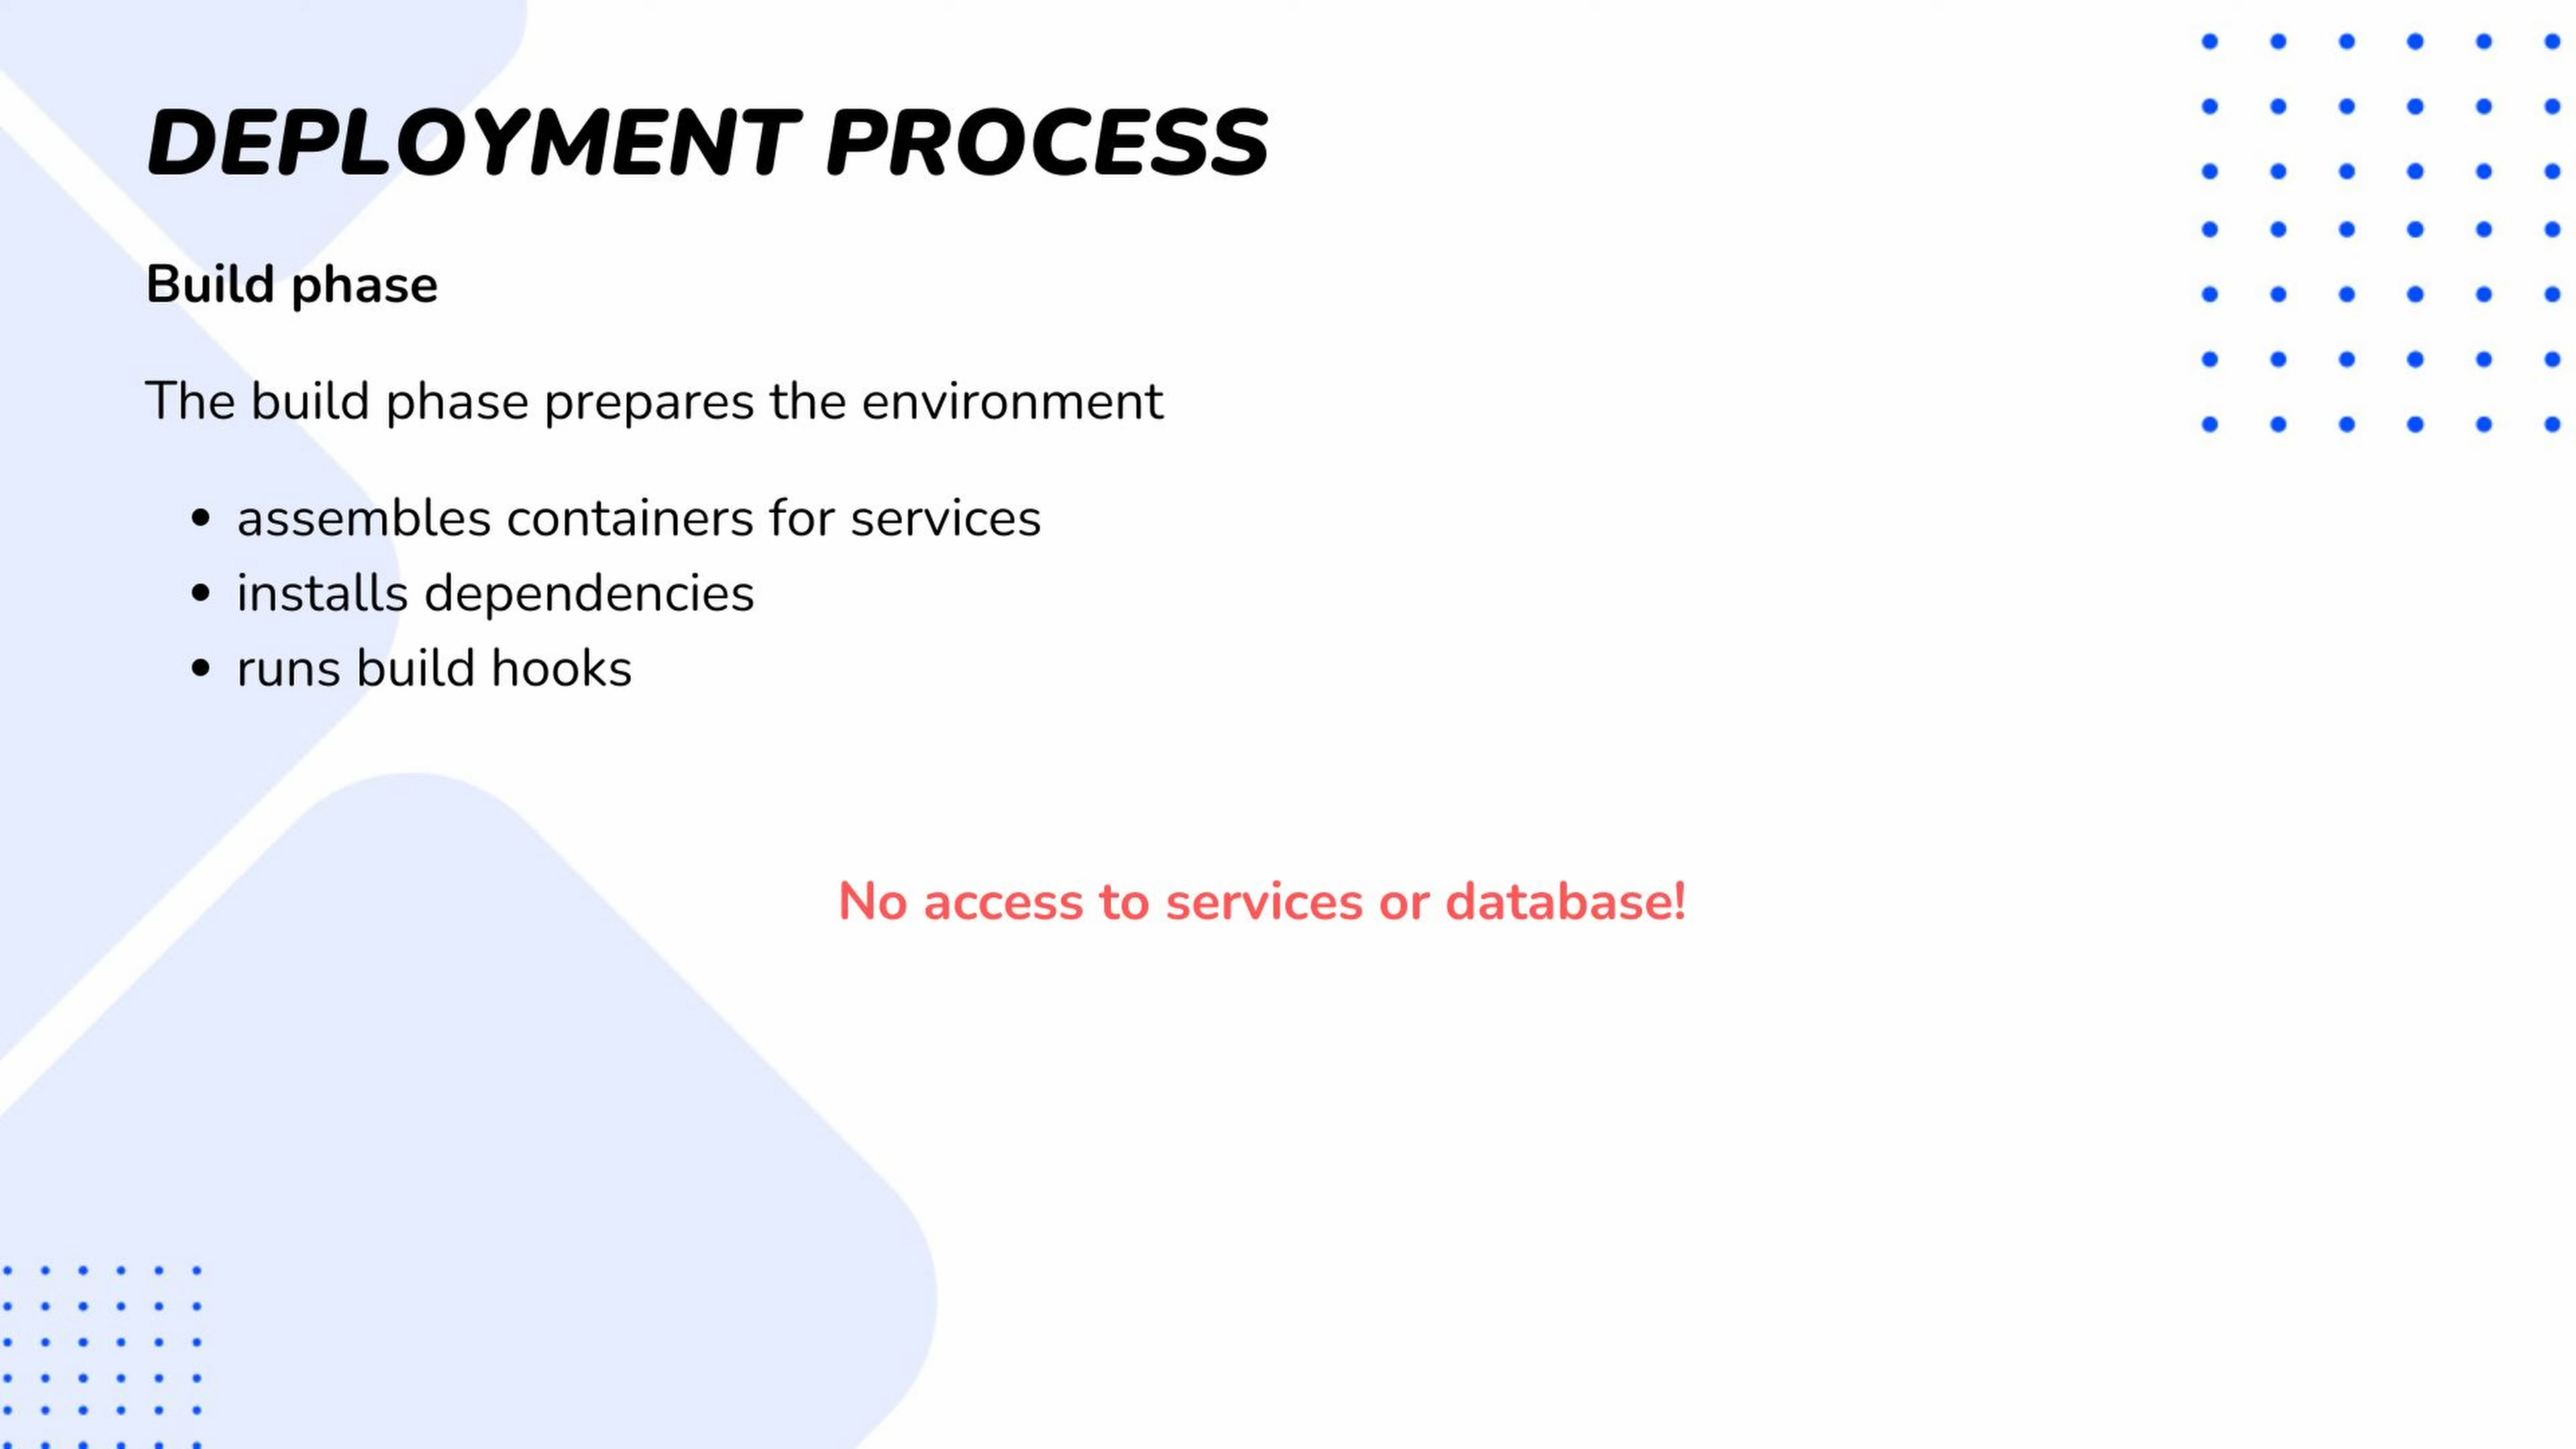 DEPLOYMENT PROCESS
Build phase
The build phase prepares the environment
• assembles containers for services
• installs dependencies
• runs build hooks
No access to services or database!